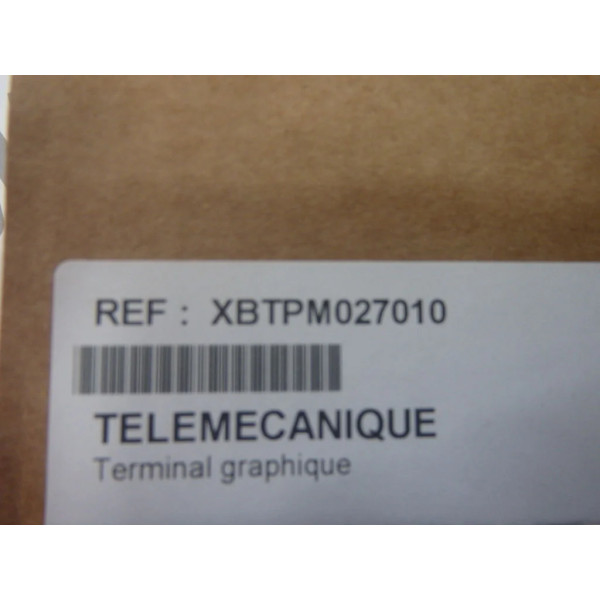 REF : XBTPM027010
TELEMECANIQUE
Terminal graphique